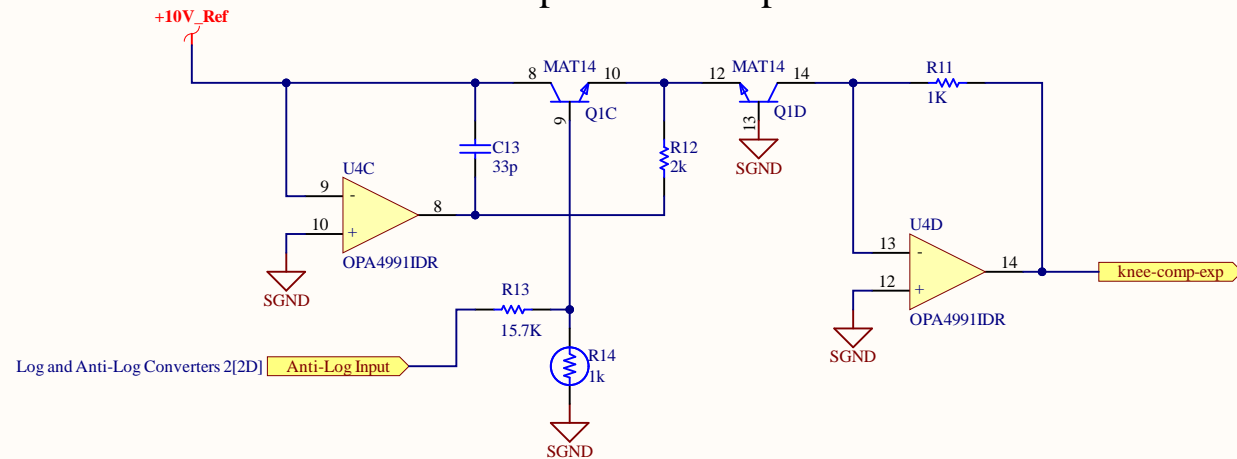 +10V_Ref
8
MAT14
10
9
Q1C
12
MAT14
14
13
Q1D
SGND
R11
1K
C13
33p
R12
2k
U4C
9
-
10
+
8
OPA4991IDR
SGND
U4D
13
-
12
+
14
OPA4991IDR
SGND
knee-comp-exp
R13
15.7K
R14
1k
Log and Anti-Log Converters 2[2D]
Anti-Log Input
SGND